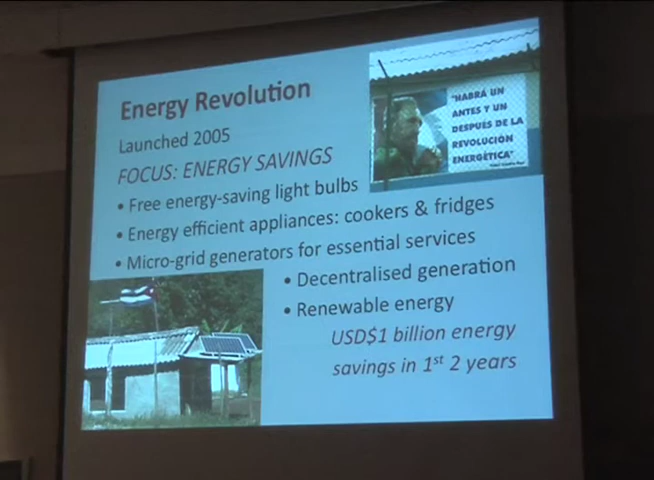 Energy Revolution
Launched 2005
FOCUS: ENERGY SAVINGS
• Free energy-saving light bulbs
• Energy efficient appliances: cookers & fridges
• Micro-grid generators for essential services
• Decentralised generation
• Renewable energy
USD$1 billion energy
savings in 1st 2 years
"HABRÁ UN
ANTES Y UN
DESPUÉS DE LA
REVOLUCIÓN
ENERGÉTICA"